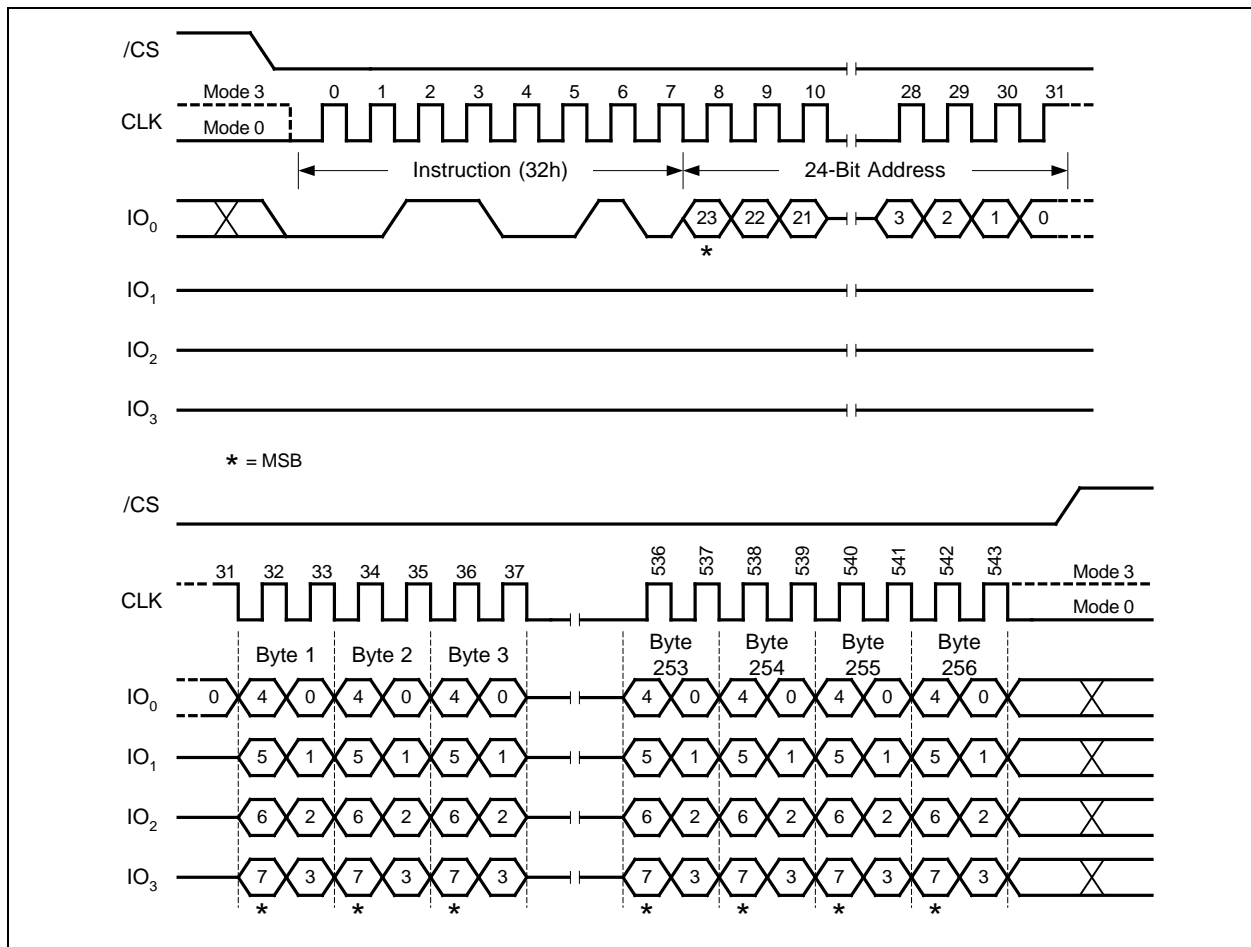 /CS
Mode 3 0 1 2 3 4 5 6 7 8 9 10 28 29 30 31
CLK
Mode 0
Instruction (32h) 24-Bit Address
IO0 23 22 21 3 2 1 0
*
IO1
IO2
IO3
* = MSB
/CS
31 32 33 34 35 36 37 536 537 538 539 540 541 542 543 Mode 3
CLK
Mode 0
Byte 1 Byte 2 Byte 3 Byte 253 Byte 254 Byte 255 Byte 256
IO0 0 4 0 4 0 4 0 4 0 4 0 4 0 4 0
IO1 5 1 5 1 5 1 5 1 5 1 5 1 5 1
IO2 6 2 6 2 6 2 6 2 6 2 6 2 6 2
IO3 7 3 7 3 7 3 7 3 7 3 7 3 7 3
* * * * * * *